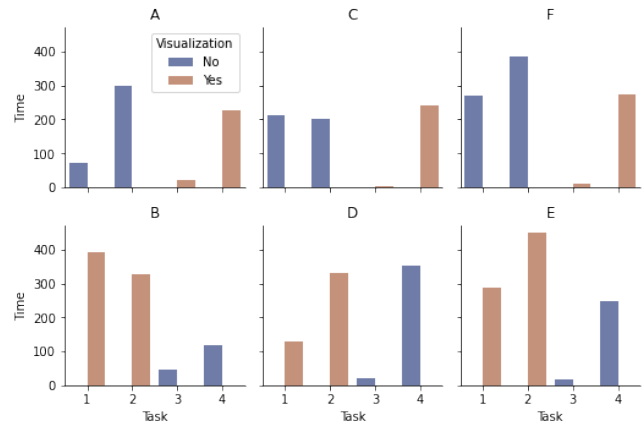 A C F
Visualization
No
Yes
400
300
200
100
0
Time
B D E
400
300
200
100
0
Time
1 2 3 4 1 2 3 4 1 2 3 4
Task Task Task